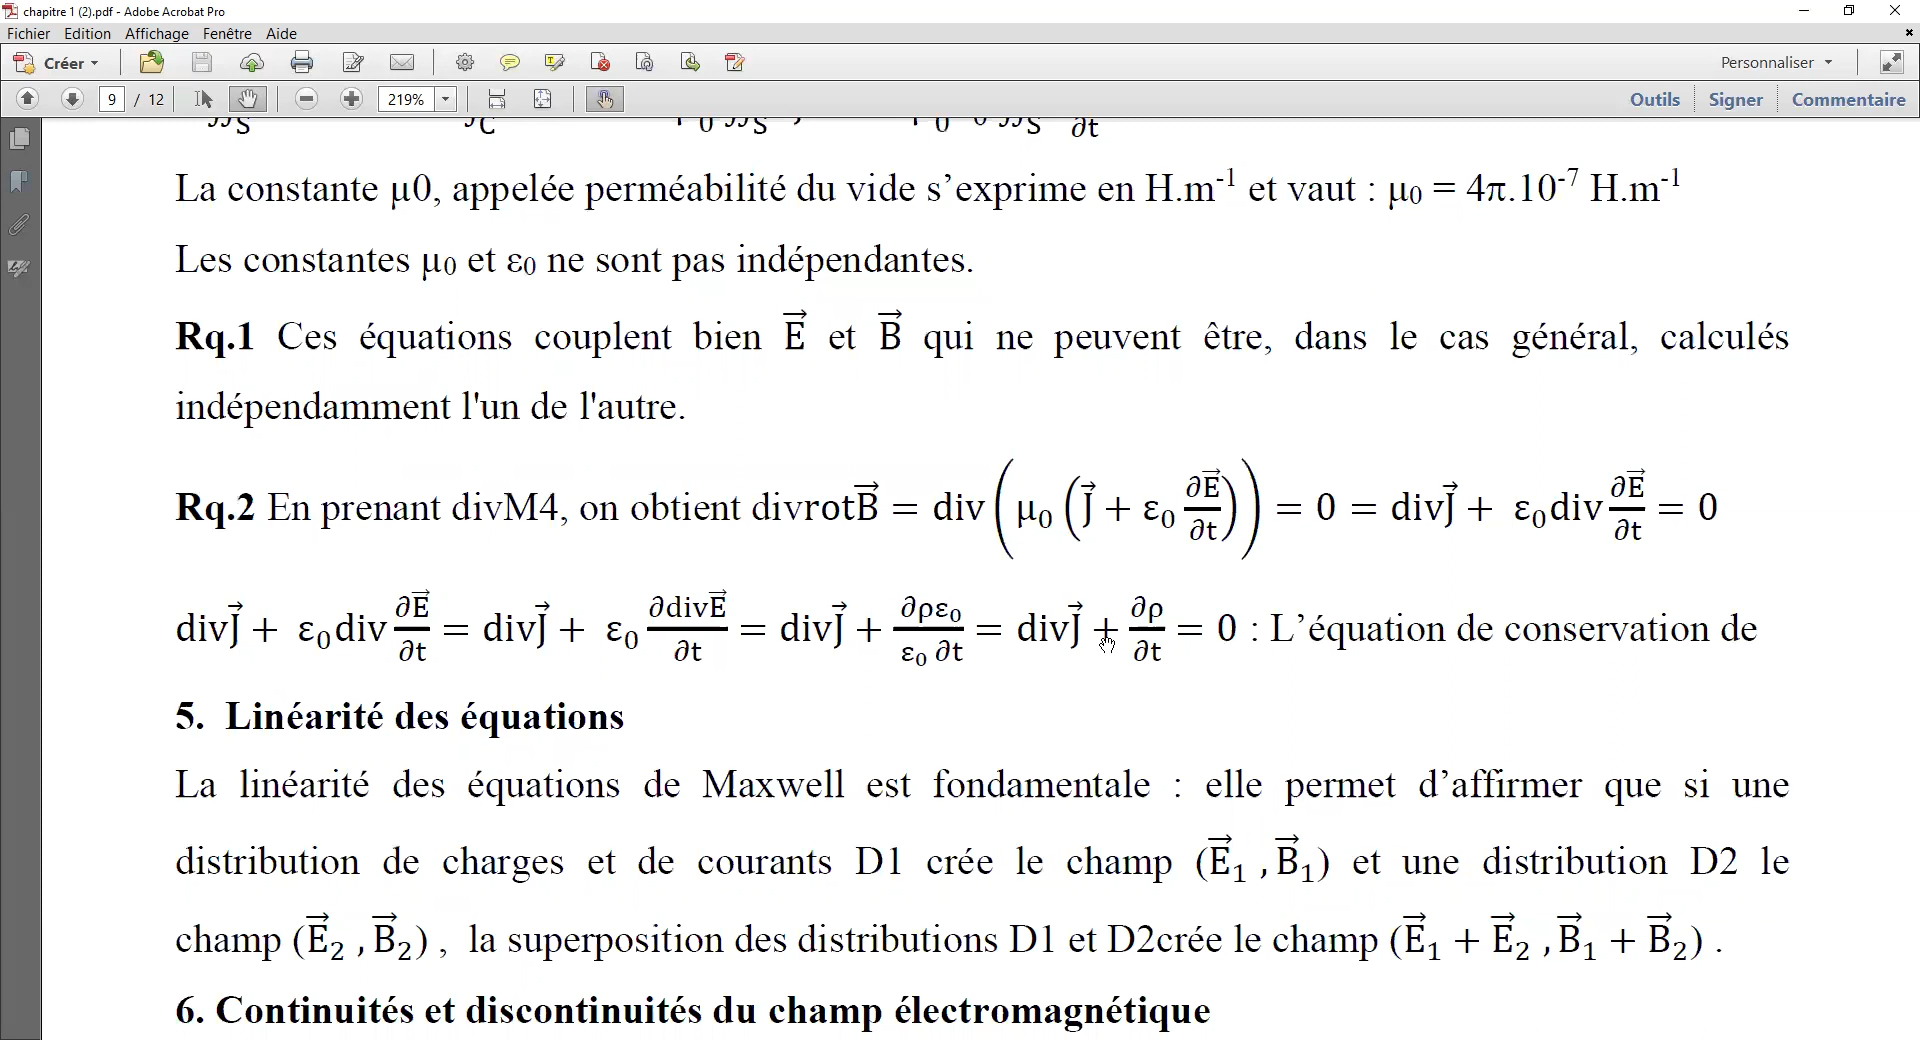 chapitre 1 (2).pdf - Adobe Acrobat Pro
Fichier Edition Affichage Fenêtre Aide
Créer Personnaliser
9 / 12 219% Outils Signer Commentaire
La constante µ0, appelée perméabilité du vide s’exprime en H.m⁻¹ et vaut : µ₀ = 4π.10⁻⁷ H.m⁻¹
Les constantes µ₀ et ε₀ ne sont pas indépendantes.
Rq.1 Ces équations couplent bien E⃗ et B⃗ qui ne peuvent être, dans le cas général, calculés
indépendamment l'un de l'autre.
Rq.2 En prenant divM4, on obtient divrotB⃗ = div(μ₀(J⃗ + ε₀ ∂E⃗/∂t)) = 0 = divJ⃗ + ε₀div ∂E⃗/∂t = 0
divJ⃗ + ε₀div ∂E⃗/∂t = divJ⃗ + ε₀ ∂divE⃗/∂t = divJ⃗ + ∂ρε₀/ε₀ ∂t = divJ⃗ + ∂ρ/∂t = 0 : L’équation de conservation de
5. Linéarité des équations
La linéarité des équations de Maxwell est fondamentale : elle permet d’affirmer que si une
distribution de charges et de courants D1 crée le champ (E⃗₁ ,B⃗₁) et une distribution D2 le
champ (E⃗₂ ,B⃗₂) , la superposition des distributions D1 et D2crée le champ (E⃗₁ + E⃗₂ ,B⃗₁ + B⃗₂) .
6. Continuités et discontinuités du champ électromagnétique